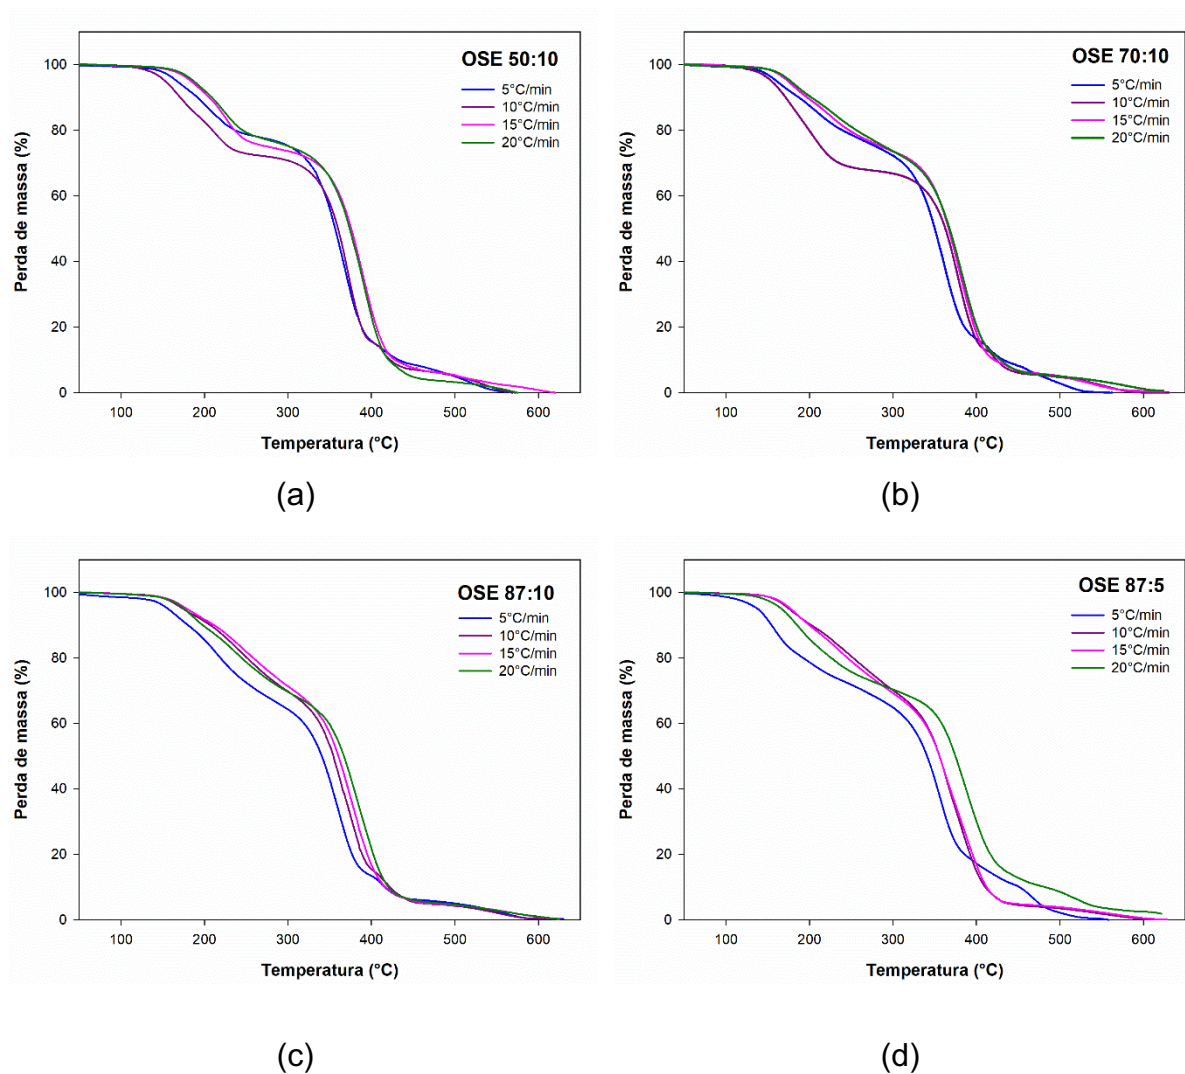 OSE 50:10
5°C/min
10°C/min
15°C/min
20°C/min
Perda de massa (%)
100
80
60
40
20
0
100 200 300 400 500 600
Temperatura (°C)
(a)
OSE 70:10
5°C/min
10°C/min
15°C/min
20°C/min
Perda de massa (%)
100
80
60
40
20
0
100 200 300 400 500 600
Temperatura (°C)
(b)
OSE 87:10
5°C/min
10°C/min
15°C/min
20°C/min
Perda de massa (%)
100
80
60
40
20
0
100 200 300 400 500 600
Temperatura (°C)
(c)
OSE 87:5
5°C/min
10°C/min
15°C/min
20°C/min
Perda de massa (%)
100
80
60
40
20
0
100 200 300 400 500 600
Temperatura (°C)
(d)